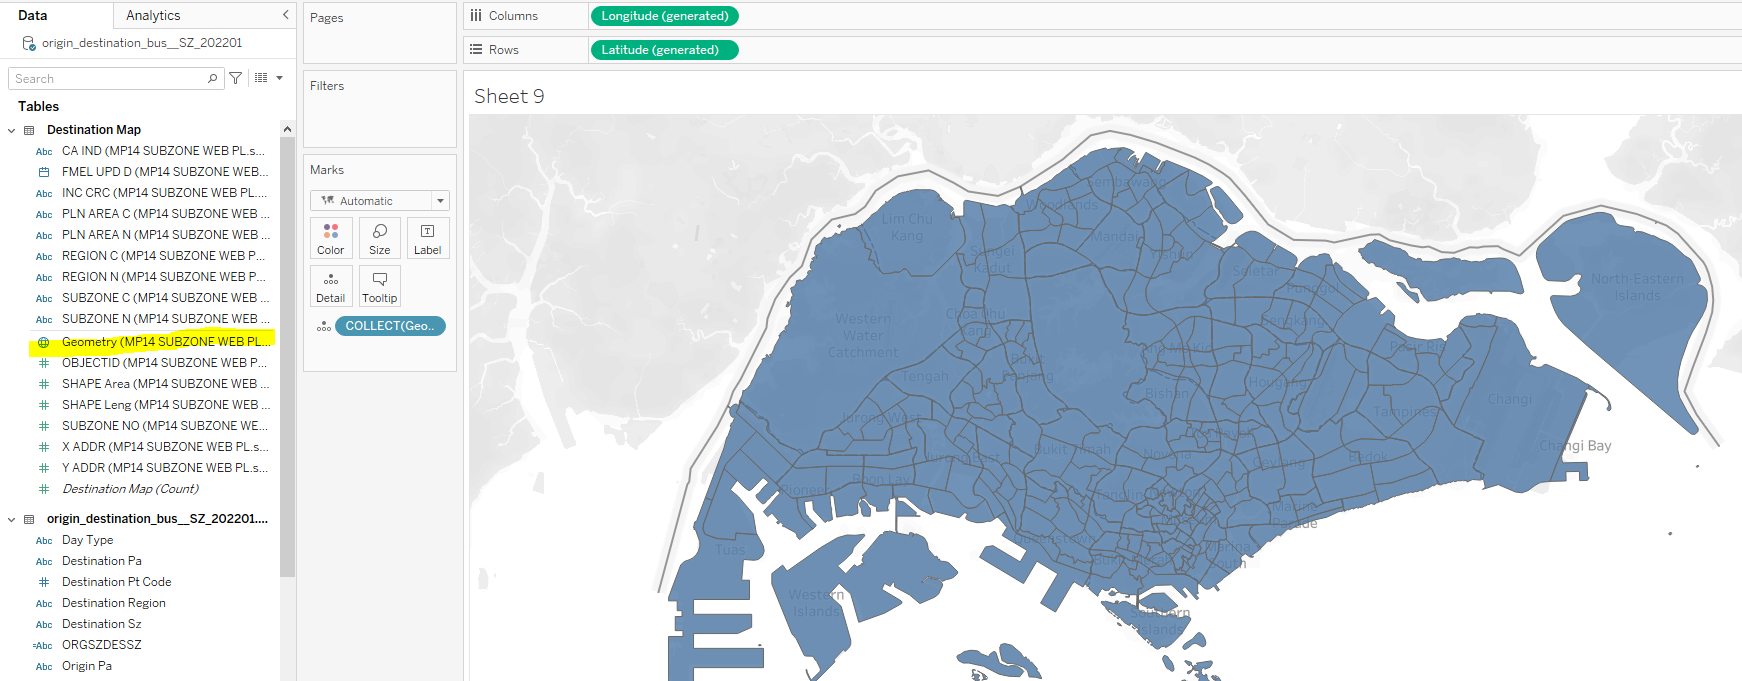 Data
Analytics
origin_destination_bus__SZ_202201
Search
Tables
Destination Map
Abc CA IND (MP14 SUBZONE WEB PL.s...
FMEL UPD D (MP14 SUBZONE WEB...
Abc INC CRC (MP14 SUBZONE WEB PL....
Abc PLN AREA C (MP14 SUBZONE WEB ...
Abc PLN AREA N (MP14 SUBZONE WEB ...
Abc REGION C (MP14 SUBZONE WEB P...
Abc REGION N (MP14 SUBZONE WEB P...
Abc SUBZONE C (MP14 SUBZONE WEB ...
Abc SUBZONE N (MP14 SUBZONE WEB ...
Geometry (MP14 SUBZONE WEB PL...
# OBJECTID (MP14 SUBZONE WEB P...
# SHAPE Area (MP14 SUBZONE WEB ...
# SHAPE Leng (MP14 SUBZONE WEB ...
# SUBZONE NO (MP14 SUBZONE WE...
# X ADDR (MP14 SUBZONE WEB PL.s...
# Y ADDR (MP14 SUBZONE WEB PL.s...
# Destination Map (Count)
origin_destination_bus__SZ_202201....
Abc Day Type
Abc Destination Pa
# Destination Pt Code
Abc Destination Region
Abc Destination Sz
=Abc ORGSZDESSZ
Abc Origin Pa
Pages
Filters
Marks
Automatic
Color
Size
Label
Detail
Tooltip
COLLECT(Geo..
Columns
Longitude (generated)
Rows
Latitude (generated)
Sheet 9
Sembawang
Woodlands
Lim Chu
Kang
Mandai
Sungei
Kadut
Yishun
Seletar
Punggol
North-Eastern
Islands
Western
Water
Catchment
Choa Chu
Kang
Sengkang
Ang Mo Kio
Pasir Ris
Bukit
Panjang
Tengah
Hougang
Bishan
Changi
Jurong West
Tampines
Changi Bay
Bukit Timah
Novena
Jurong East
Geylang
Bedok
Boon Lay
Pioneer
Tanglin
Marine
Parade
Queenstown
Tuas
Marina
South
Bukit Merah
Western
Islands
Southern
Islands